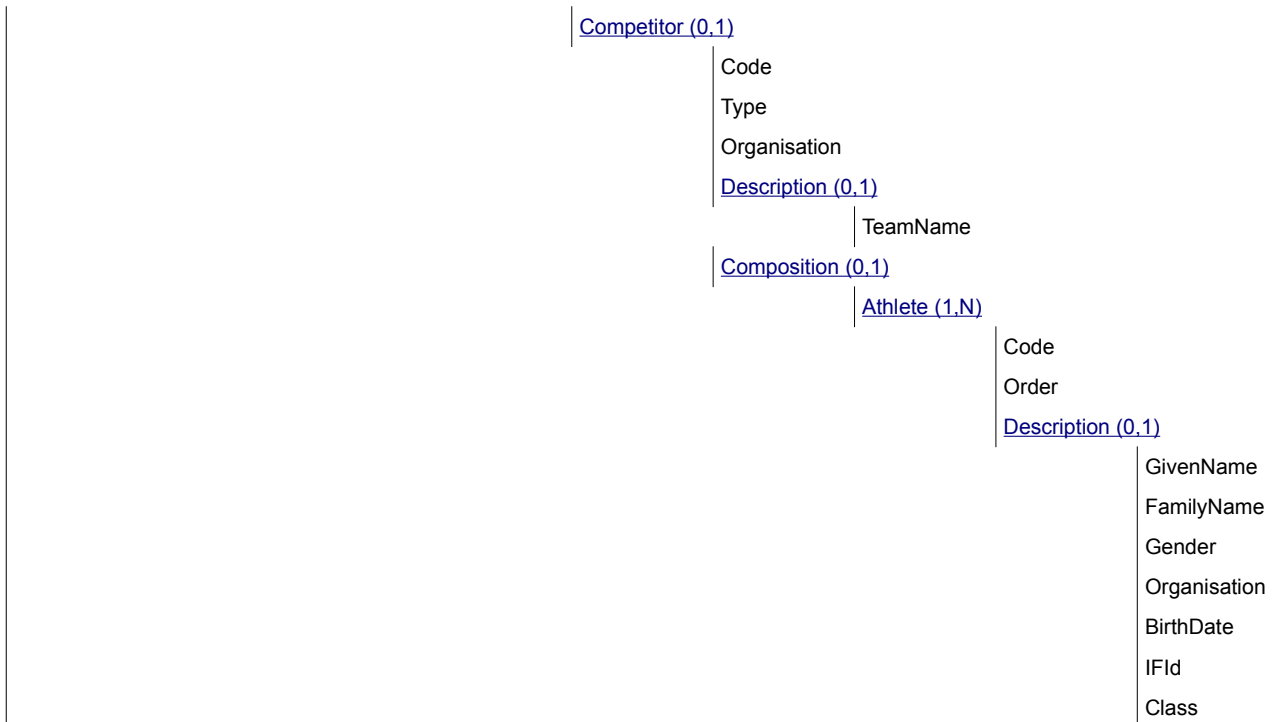 Competitor (0,1)
Code
Type
Organisation
Description (0,1)
TeamName
Composition (0,1)
Athlete (1,N)
Code
Order
Description (0,1)
GivenName
FamilyName
Gender
Organisation
BirthDate
IFId
Class